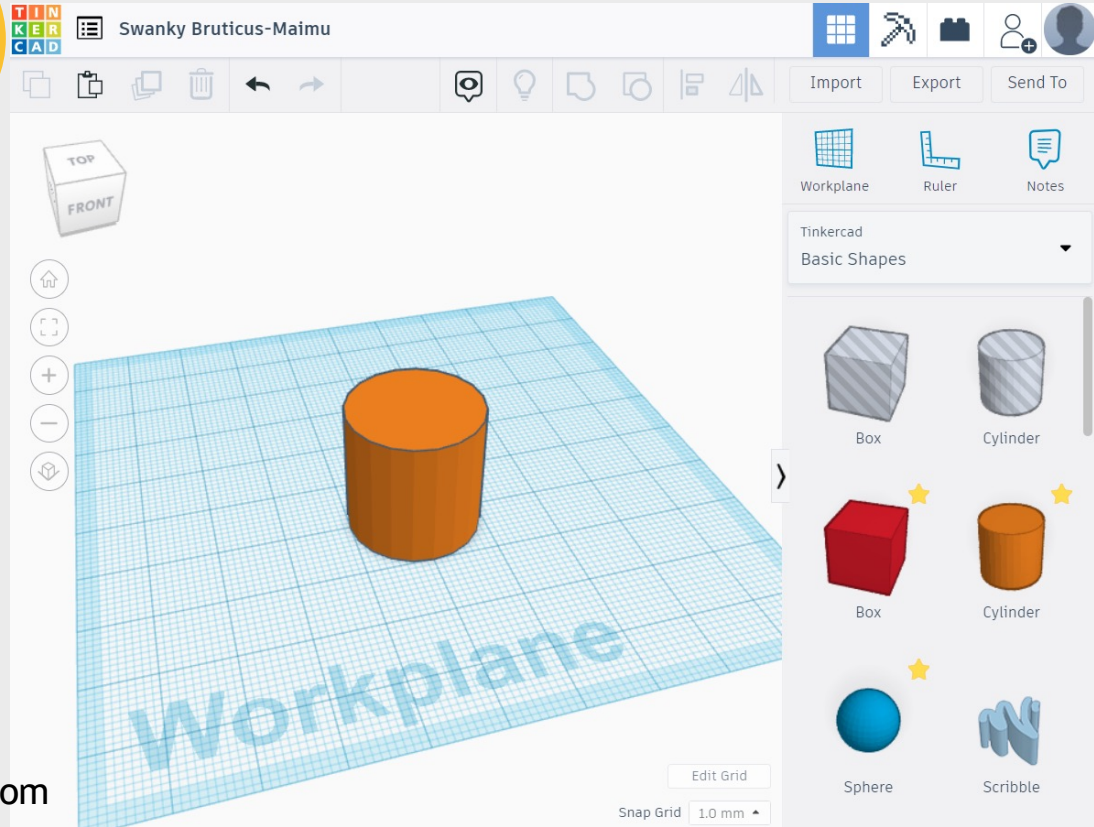 TIN
KER
CAD
Swanky Bruticus-Maimu
Import Export Send To
TOP
FRONT
Workplane Ruler Notes
Tinkercad
Basic Shapes
Box Cylinder
Box Cylinder
Workplane
Sphere Scribble
Edit Grid
Snap Grid 1.0 mm
om